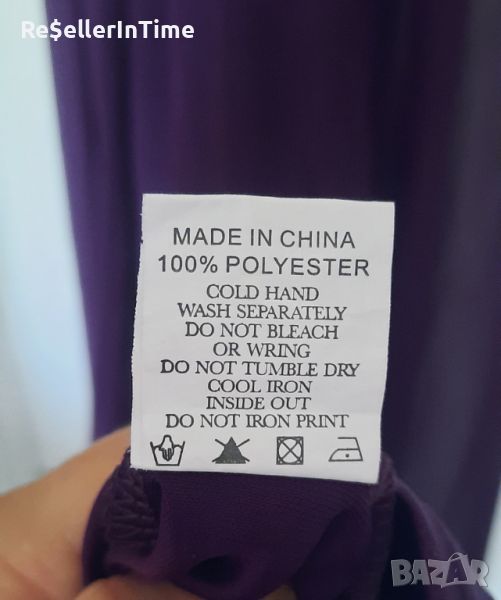 Re$ellerInTime
MADE IN CHINA
100% POLYESTER
COLD HAND
WASH SEPARATELY
DO NOT BLEACH
OR WRING
DO NOT TUMBLE DRY
COOL IRON
INSIDE OUT
DO NOT IRON PRINT
BAZAR